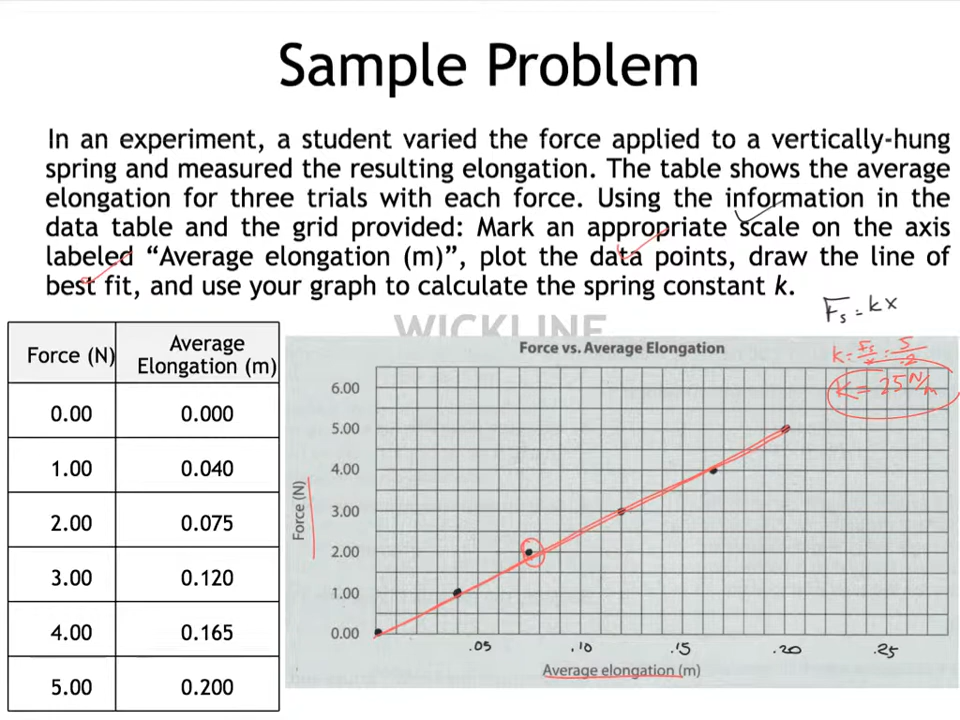 Sample Problem
In an experiment, a student varied the force applied to a vertically-hung
spring and measured the resulting elongation. The table shows the average
elongation for three trials with each force. Using the information in the
data table and the grid provided: Mark an appropriate scale on the axis
labeled “Average elongation (m)”, plot the data points, draw the line of
best fit, and use your graph to calculate the spring constant k.
Fs = kx
WICKLINE
Force (N) Average Elongation (m)
0.00 0.000
1.00 0.040
2.00 0.075
3.00 0.120
4.00 0.165
5.00 0.200
Force vs. Average Elongation
k = Fs/x = 5/.2
k = 25 N/m
Force (N)
6.00
5.00
4.00
3.00
2.00
1.00
0.00
.05 .10 .15 .20 .25
Average elongation (m)